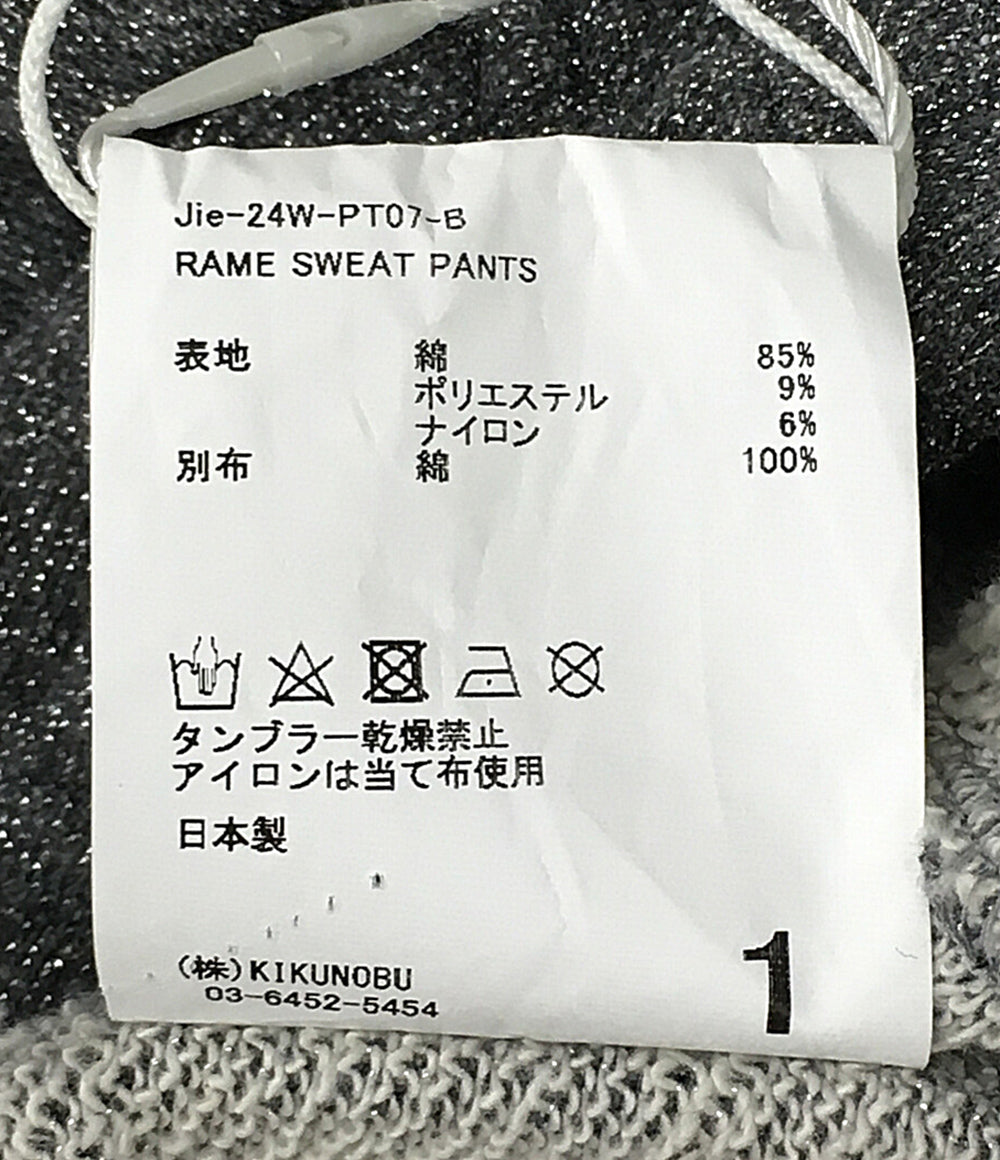 Jie-24W-PT07-B
RAME SWEAT PANTS
表地 綿 85%
ポリエステル 9%
ナイロン 6%
別布 綿 100%
タンブラー乾燥禁止
アイロンは当て布使用
日本製
(株)KIKUNOBU
03-6452-5454
1